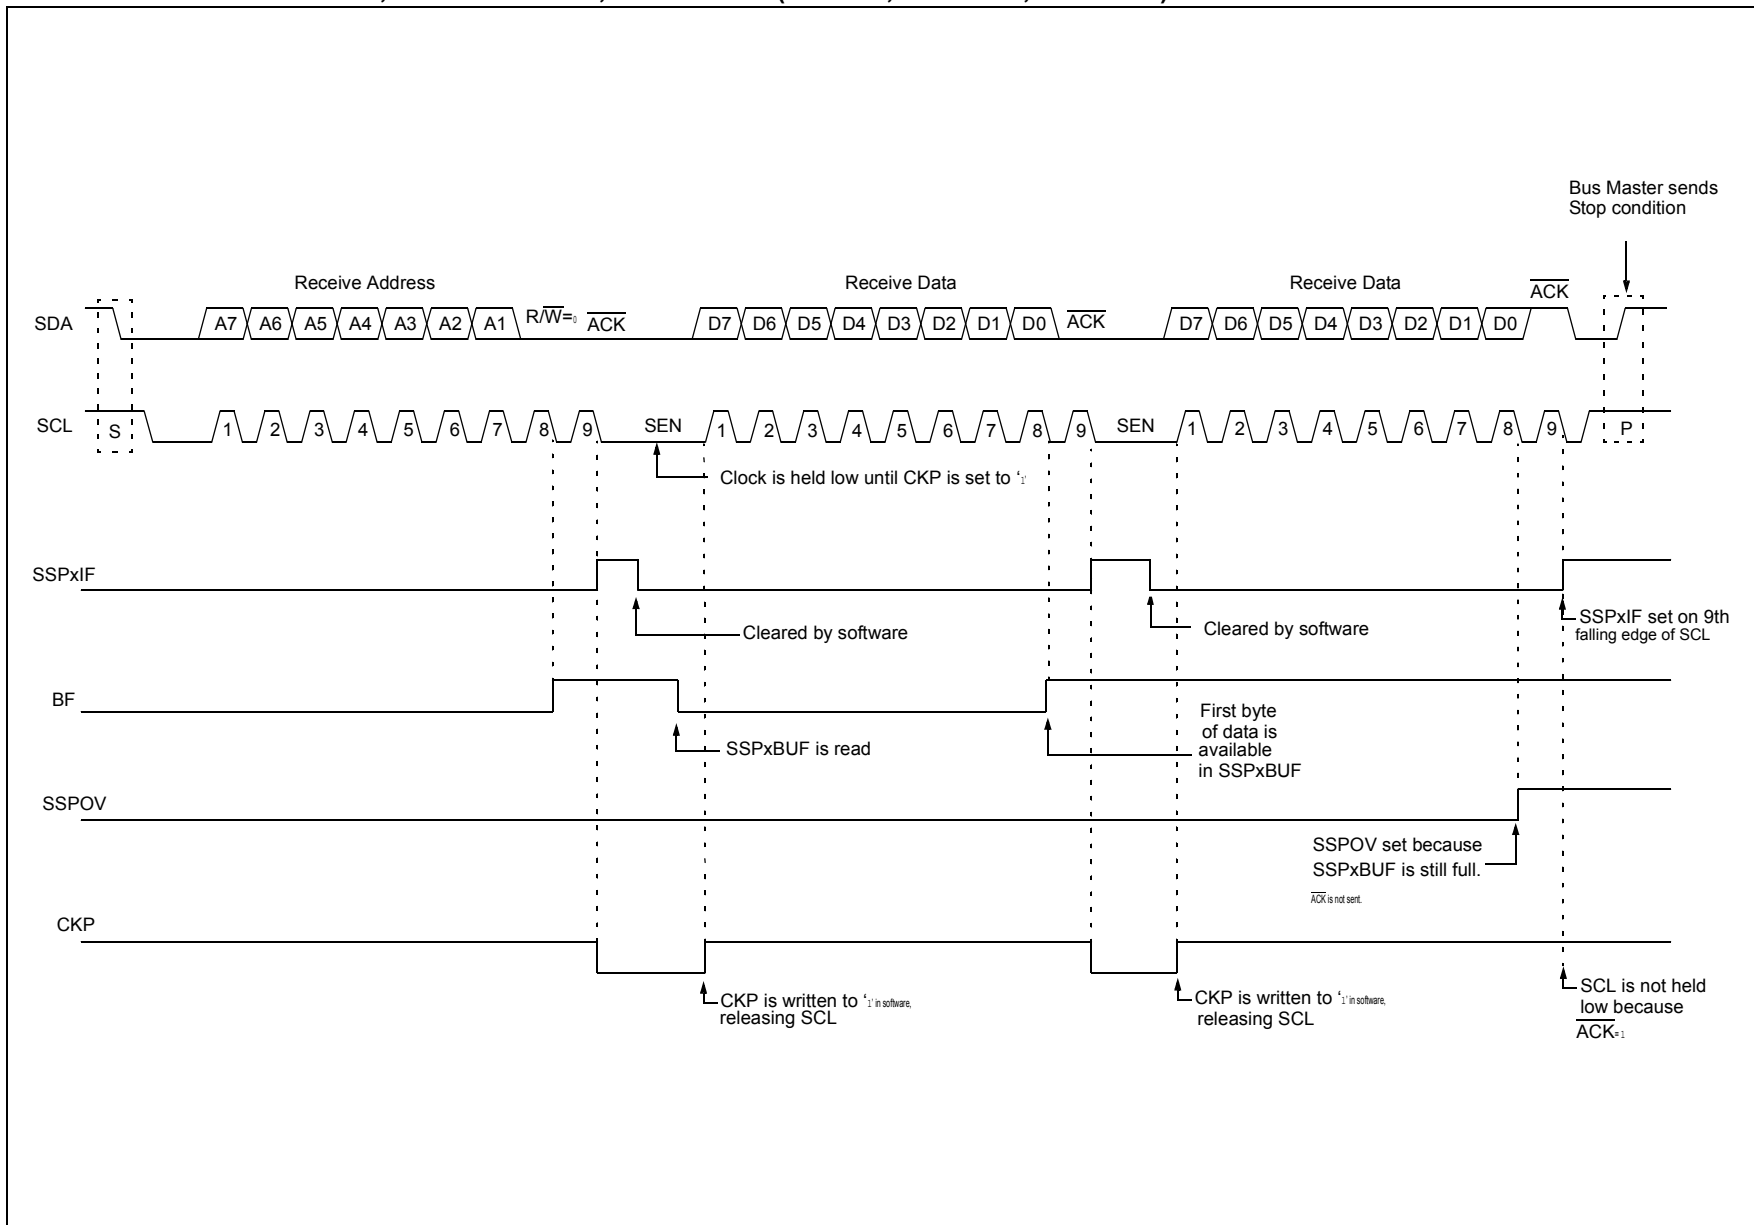 Bus Master sends
Stop condition
Receive Address
Receive Data
Receive Data
ACK
SDA
A7 A6 A5 A4 A3 A2 A1 R/W=0 ACK
D7 D6 D5 D4 D3 D2 D1 D0 ACK
D7 D6 D5 D4 D3 D2 D1 D0
SCL
S
1 2 3 4 5 6 7 8 9 SEN
1 2 3 4 5 6 7 8 9 SEN
1 2 3 4 5 6 7 8 9 P
Clock is held low until CKP is set to ‘1’
SSPxIF
Cleared by software
Cleared by software
SSPxIF set on 9th
falling edge of SCL
BF
SSPxBUF is read
First byte
of data is
available
in SSPxBUF
SSPOV
SSPOV set because
SSPxBUF is still full.
ACK is not sent.
CKP
CKP is written to ‘1’ in software,
releasing SCL
CKP is written to ‘1’ in software,
releasing SCL
SCL is not held
low because
ACK=1